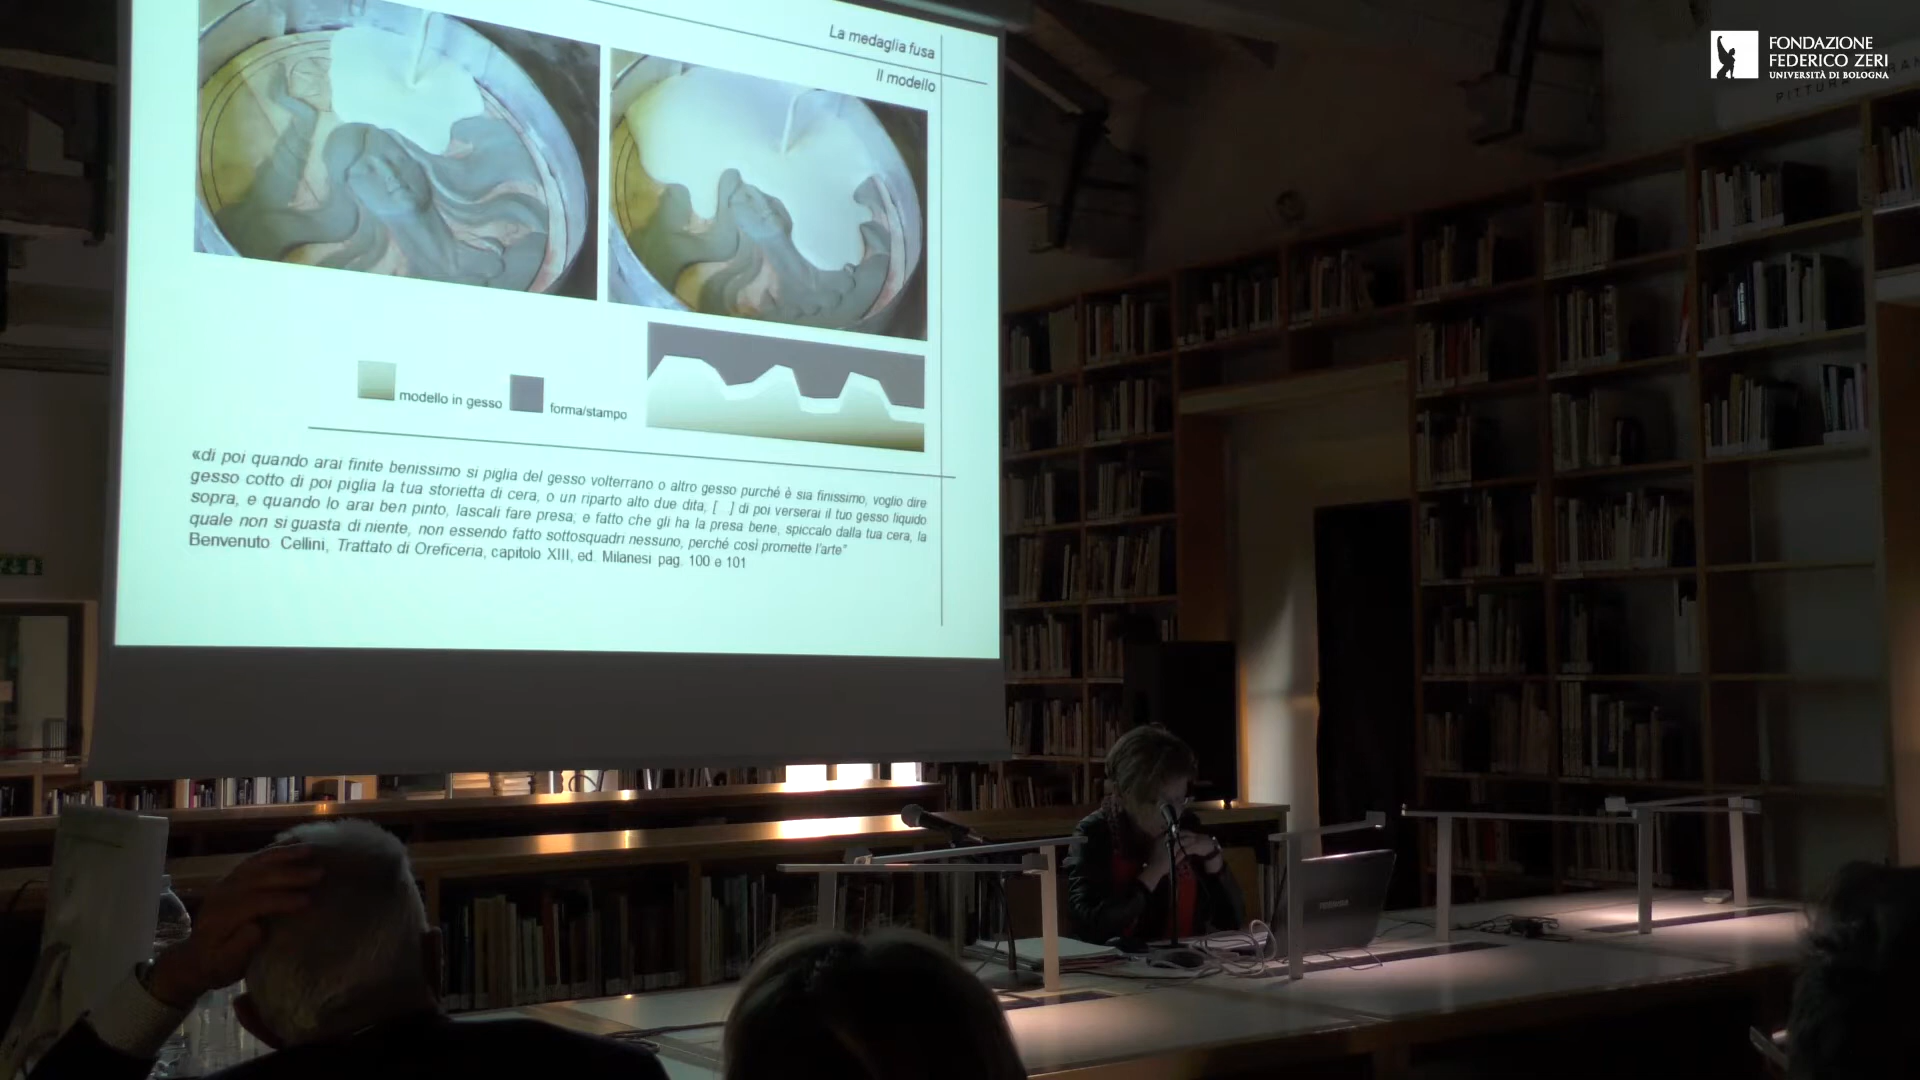 La medaglia fusa
Il modello
modello in gesso
forma/stampo
«di poi quando arai finite benissimo si piglia del gesso volterrano o altro gesso purché è sia finissimo, voglio dire
gesso cotto di poi piglia la tua storietta di cera, o un riparto alto due dita, [ ] di poi verserai il tuo gesso liquido
sopra, e quando lo arai ben pinto, lascali fare presa; e fatto che gli ha la presa bene, spiccalo dalla tua cera, la
quale non si guasta di niente, non essendo fatto sottosquadri nessuno, perché così promette l'arte"
Benvenuto Cellini, Trattato di Oreficeria, capitolo XIII, ed. Milanesi pag. 100 e 101
FONDAZIONE
FEDERICO ZERI
UNIVERSITÀ DI BOLOGNA
TOSHIBA